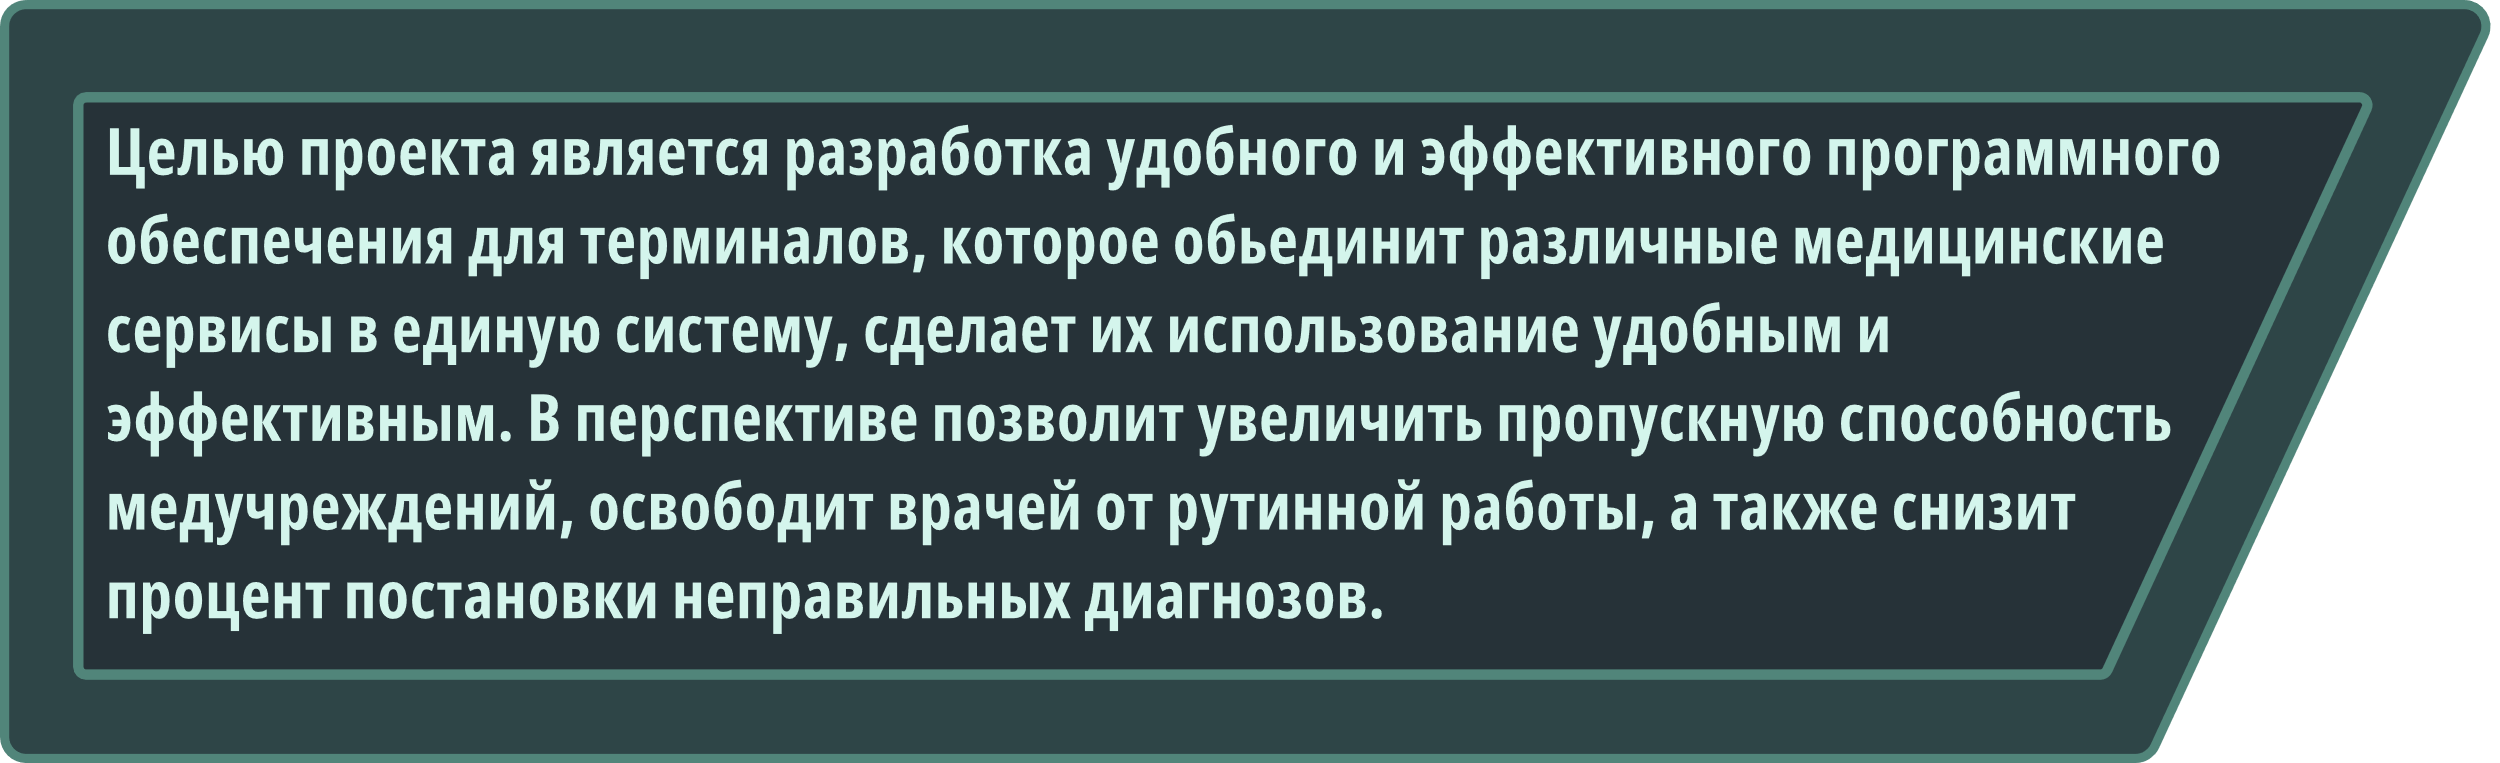 Целью проекта является разработка удобного и эффективного программного
обеспечения для терминалов, которое объединит различные медицинские
сервисы в единую систему, сделает их использование удобным и
эффективным. В перспективе позволит увеличить пропускную способность
медучреждений, освободит врачей от рутинной работы, а также снизит
процент постановки неправильных диагнозов.